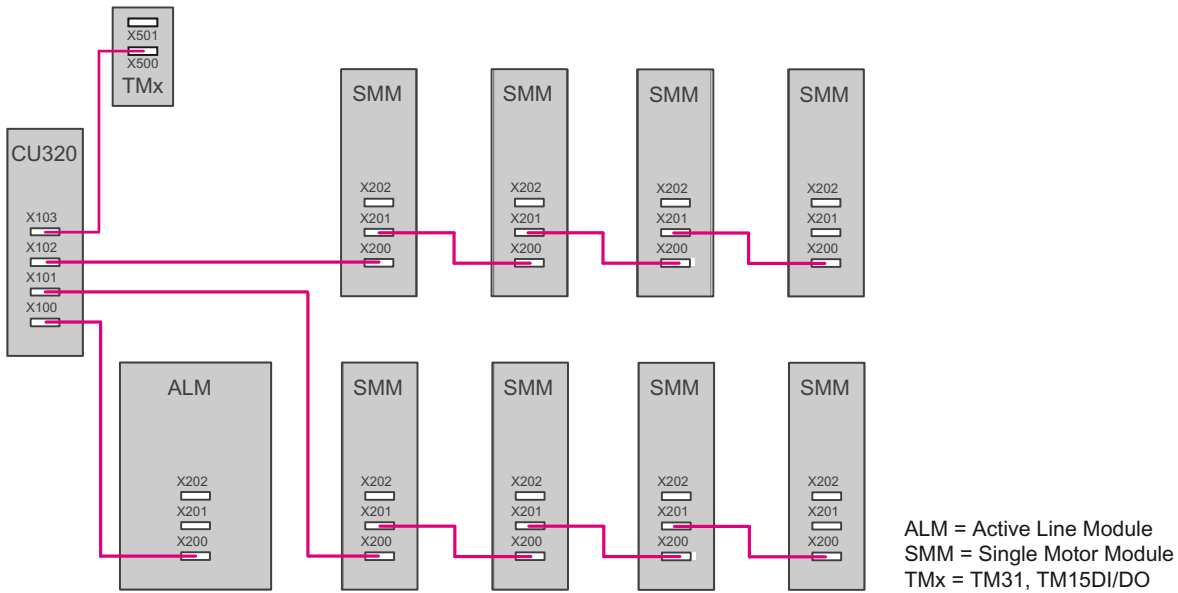 X501
X500
TMx
SMM SMM SMM SMM
CU320
X202 X202 X202 X202
X103 X201 X201 X201 X201
X102 X200 X200 X200 X200
X101
X100
ALM SMM SMM SMM SMM
X202 X202 X202 X202 X202
X201 X201 X201 X201 X201
X200 X200 X200 X200 X200
ALM = Active Line Module
SMM = Single Motor Module
TMx = TM31, TM15DI/DO